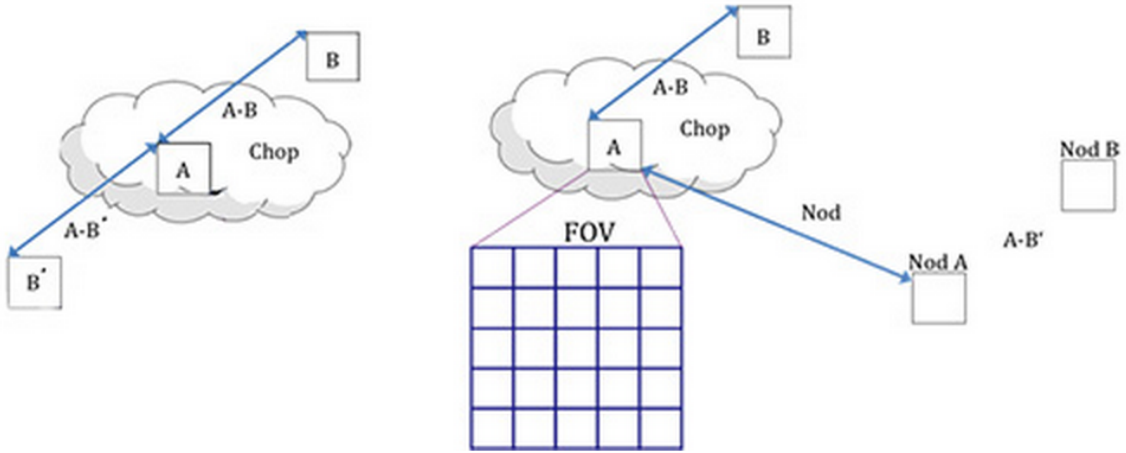 B
A-B
Chop
A
A-B´
B´
B
A-B
Chop
A
Nod
FOV
Nod B
A-B'
Nod A